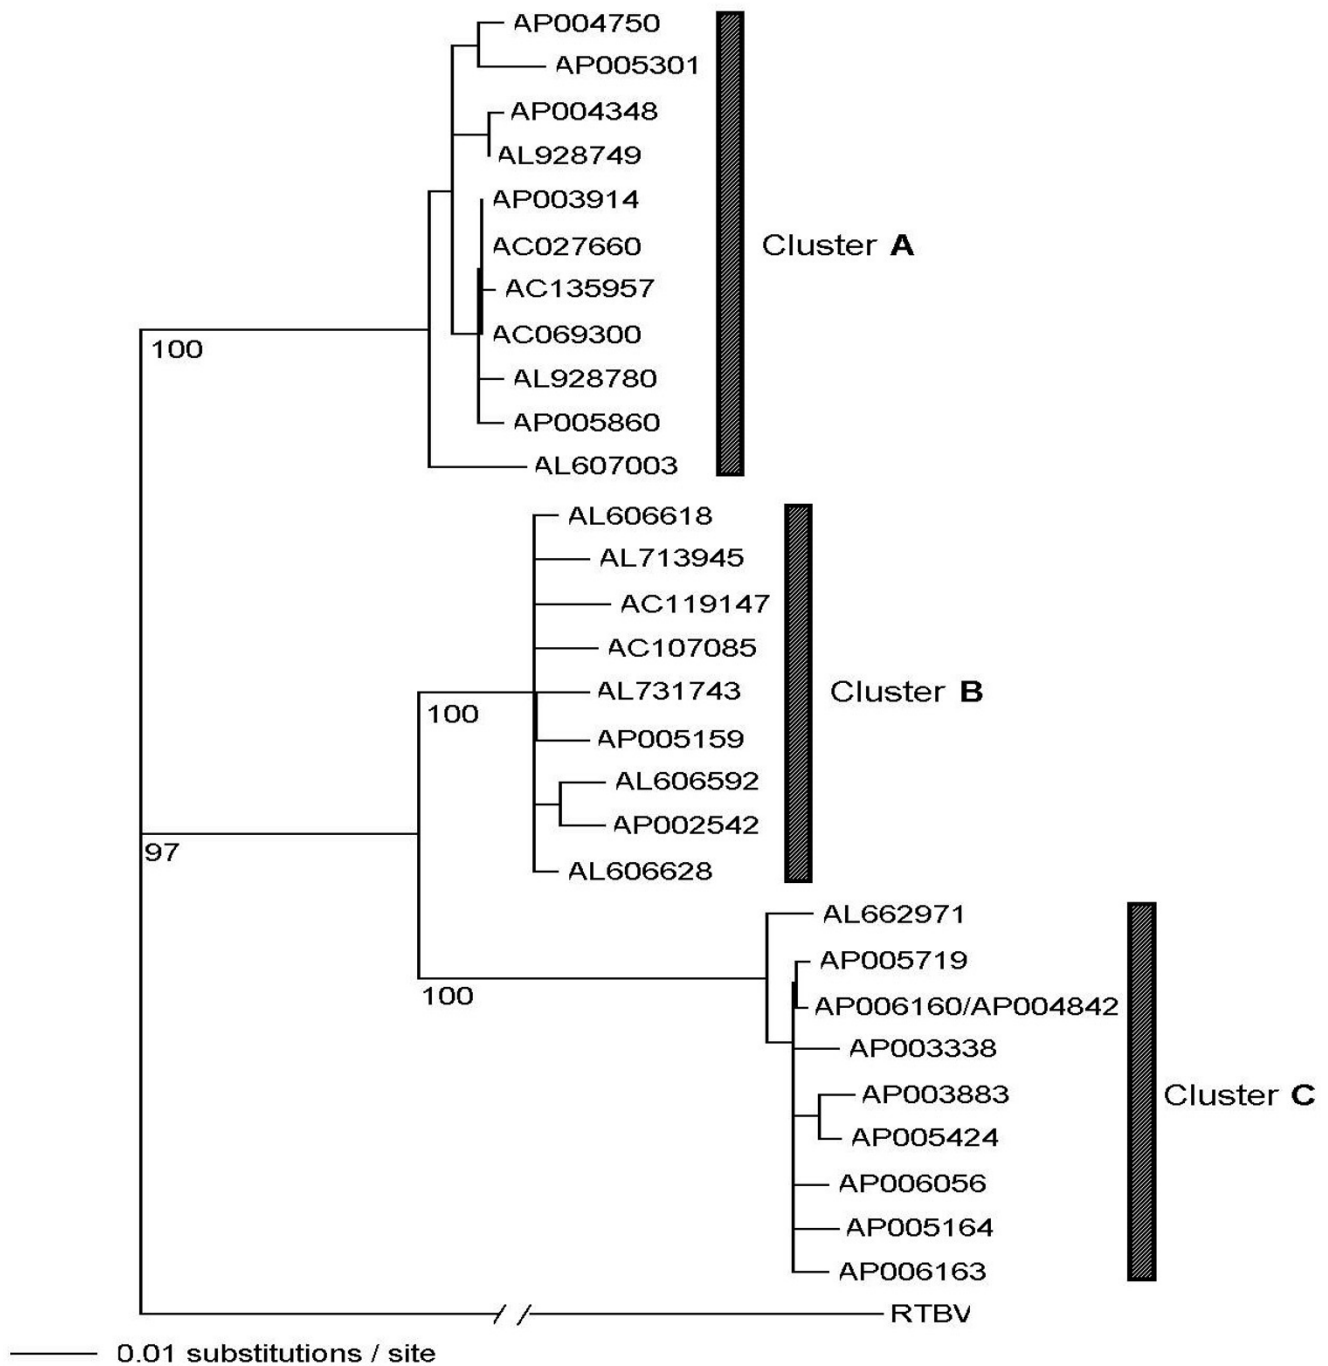 AP004750
AP005301
AP004348
AL928749
AP003914
AC027660
Cluster A
AC135957
AC069300
100
AL928780
AP005860
AL607003
AL606618
AL713945
AC119147
AC107085
AL731743
Cluster B
100
AP005159
AL606592
AP002542
97
AL606628
AL662971
AP005719
100
AP006160/AP004842
AP003338
AP003883
Cluster C
AP005424
AP006056
AP005164
AP006163
RTBV
0.01 substitutions / site